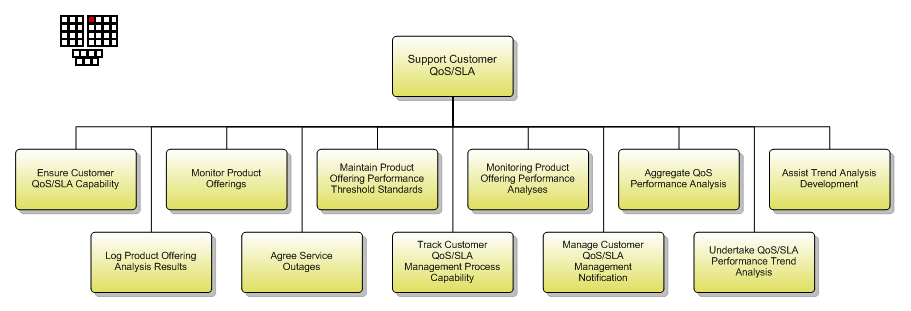 Support Customer
QoS/SLA
Ensure Customer
QoS/SLA Capability
Monitor Product
Offerings
Maintain Product
Offering Performance
Threshold Standards
Monitoring Product
Offering Performance
Analyses
Aggregate QoS
Performance Analysis
Assist Trend Analysis
Development
Log Product Offering
Analysis Results
Agree Service
Outages
Track Customer
QoS/SLA
Management Process
Capability
Manage Customer
QoS/SLA
Management
Notification
Undertake QoS/SLA
Performance Trend
Analysis